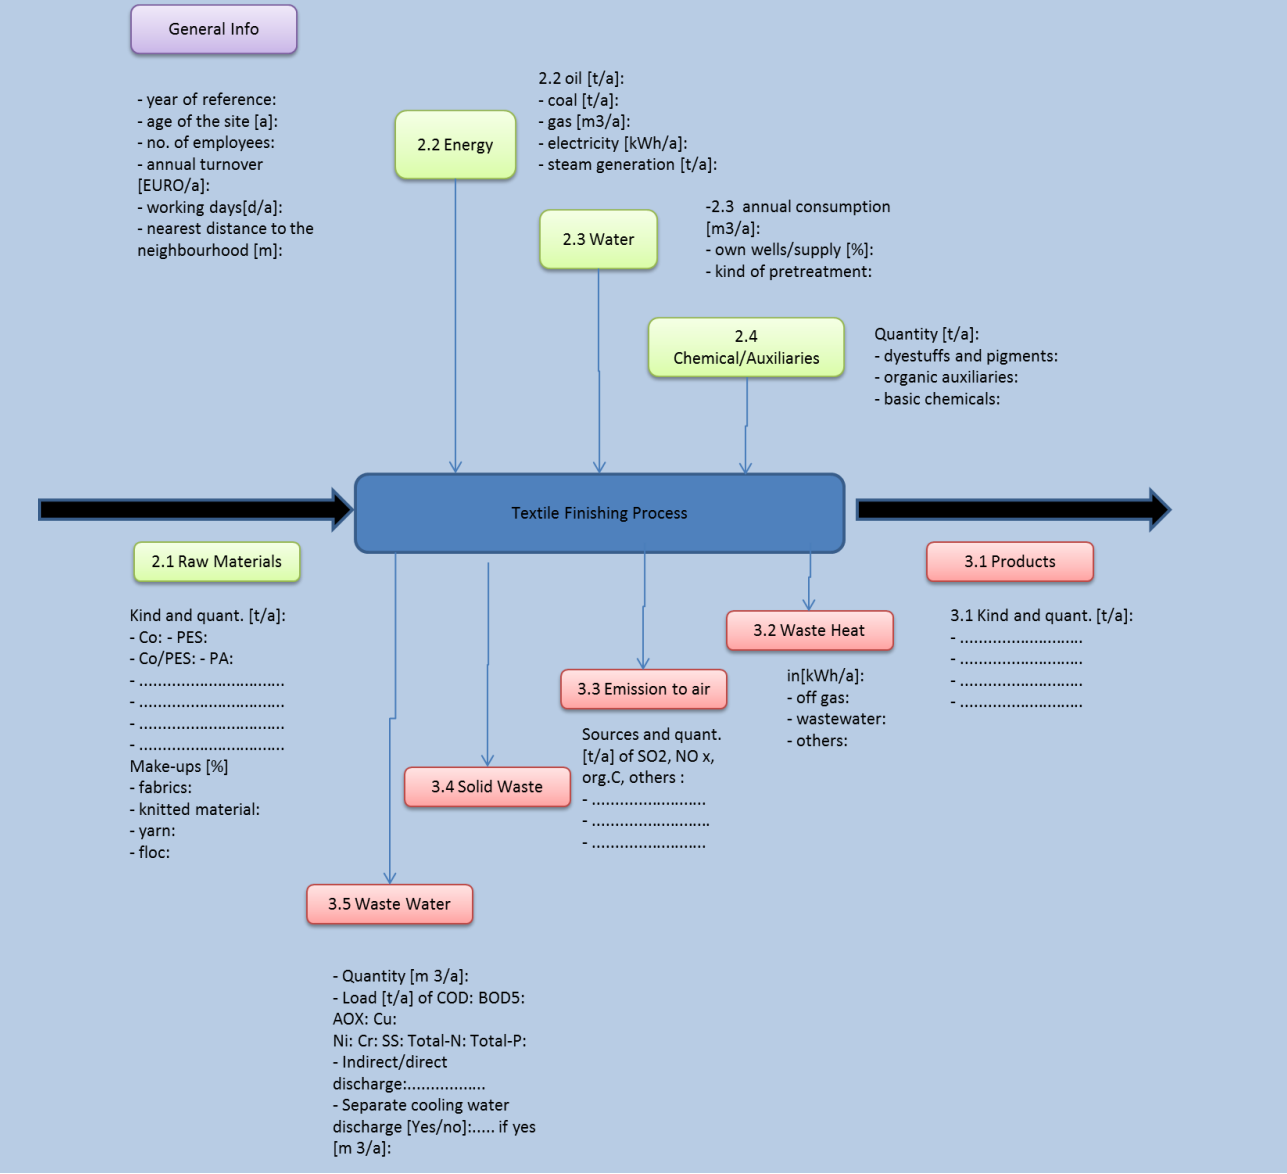 General Info
- year of reference:
- age of the site [a]:
- no. of employees:
- annual turnover
[EURO/a]:
- working days[d/a]:
- nearest distance to the
neighbourhood [m]:
2.2 Energy
2.2 oil [t/a]:
- coal [t/a]:
- gas [m3/a]:
- electricity [kWh/a]:
- steam generation [t/a]:
2.3 Water
-2.3  annual consumption
[m3/a]:
- own wells/supply [%]:
- kind of pretreatment:
2.4
Chemical/Auxiliaries
Quantity [t/a]:
- dyestuffs and pigments:
- organic auxiliaries:
- basic chemicals:
Textile Finishing Process
2.1 Raw Materials
Kind and quant. [t/a]:
- Co: - PES:
- Co/PES: - PA:
- ................................
- ................................
- ................................
- ................................
Make-ups [%]
- fabrics:
- knitted material:
- yarn:
- floc:
3.1 Products
3.1 Kind and quant. [t/a]:
- ...........................
- ...........................
- ...........................
- ...........................
3.2 Waste Heat
in[kWh/a]:
- off gas:
- wastewater:
- others:
3.3 Emission to air
Sources and quant.
[t/a] of SO2, NO x,
org.C, others :
- .........................
- ..........................
- .........................
3.4 Solid Waste
3.5 Waste Water
- Quantity [m 3/a]:
- Load [t/a] of COD: BOD5:
AOX: Cu:
Ni: Cr: SS: Total-N: Total-P:
- Indirect/direct
discharge:.................
- Separate cooling water
discharge [Yes/no]:..... if yes
[m 3/a]: